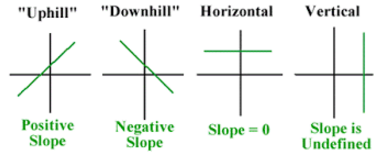 "Uphill" "Downhill" Horizontal Vertical
Positive Slope
Negative Slope
Slope = 0
Slope is Undefined